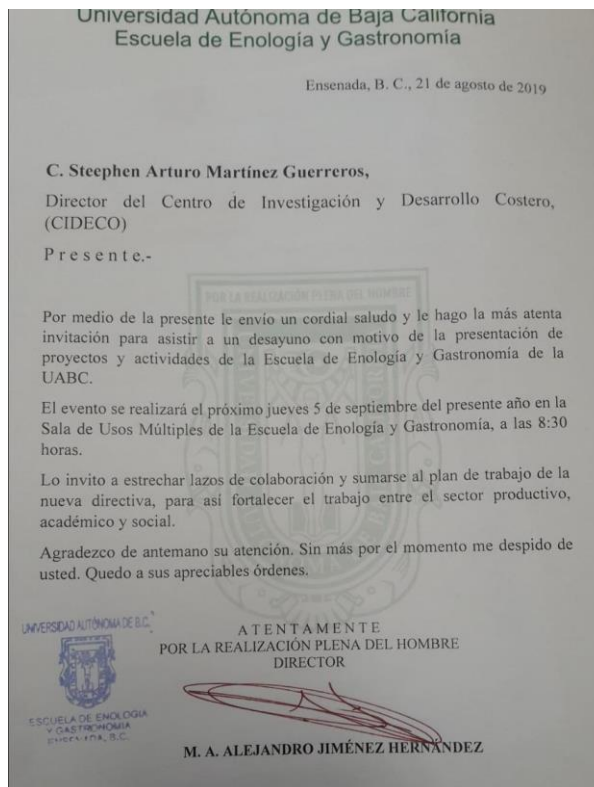 Universidad Autónoma de Baja California
Escuela de Enología y Gastronomía
Ensenada, B. C., 21 de agosto de 2019
C. Steephen Arturo Martínez Guerreros,
Director del Centro de Investigación y Desarrollo Costero,
(CIDECO)
P r e s e n t e.-
POR LA REALIZACIÓN PLENA DEL HOMBRE
Por medio de la presente le envío un cordial saludo y le hago la más atenta
invitación para asistir a un desayuno con motivo de la presentación de
proyectos y actividades de la Escuela de Enología y Gastronomía de la
UABC.
El evento se realizará el próximo jueves 5 de septiembre del presente año en la
Sala de Usos Múltiples de la Escuela de Enología y Gastronomía, a las 8:30
horas.
Lo invito a estrechar lazos de colaboración y sumarse al plan de trabajo de la
nueva directiva, para así fortalecer el trabajo entre el sector productivo,
académico y social.
Agradezco de antemano su atención. Sin más por el momento me despido de
usted. Quedo a sus apreciables órdenes.
UNIVERSIDAD AUTÓNOMA DE B.C.
ESCUELA DE ENOLOGIA
Y GASTRONOMIA
ENSENADA, B.C.
A T E N T A M E N T E
POR LA REALIZACIÓN PLENA DEL HOMBRE
DIRECTOR
M. A. ALEJANDRO JIMÉNEZ HERNÁNDEZ